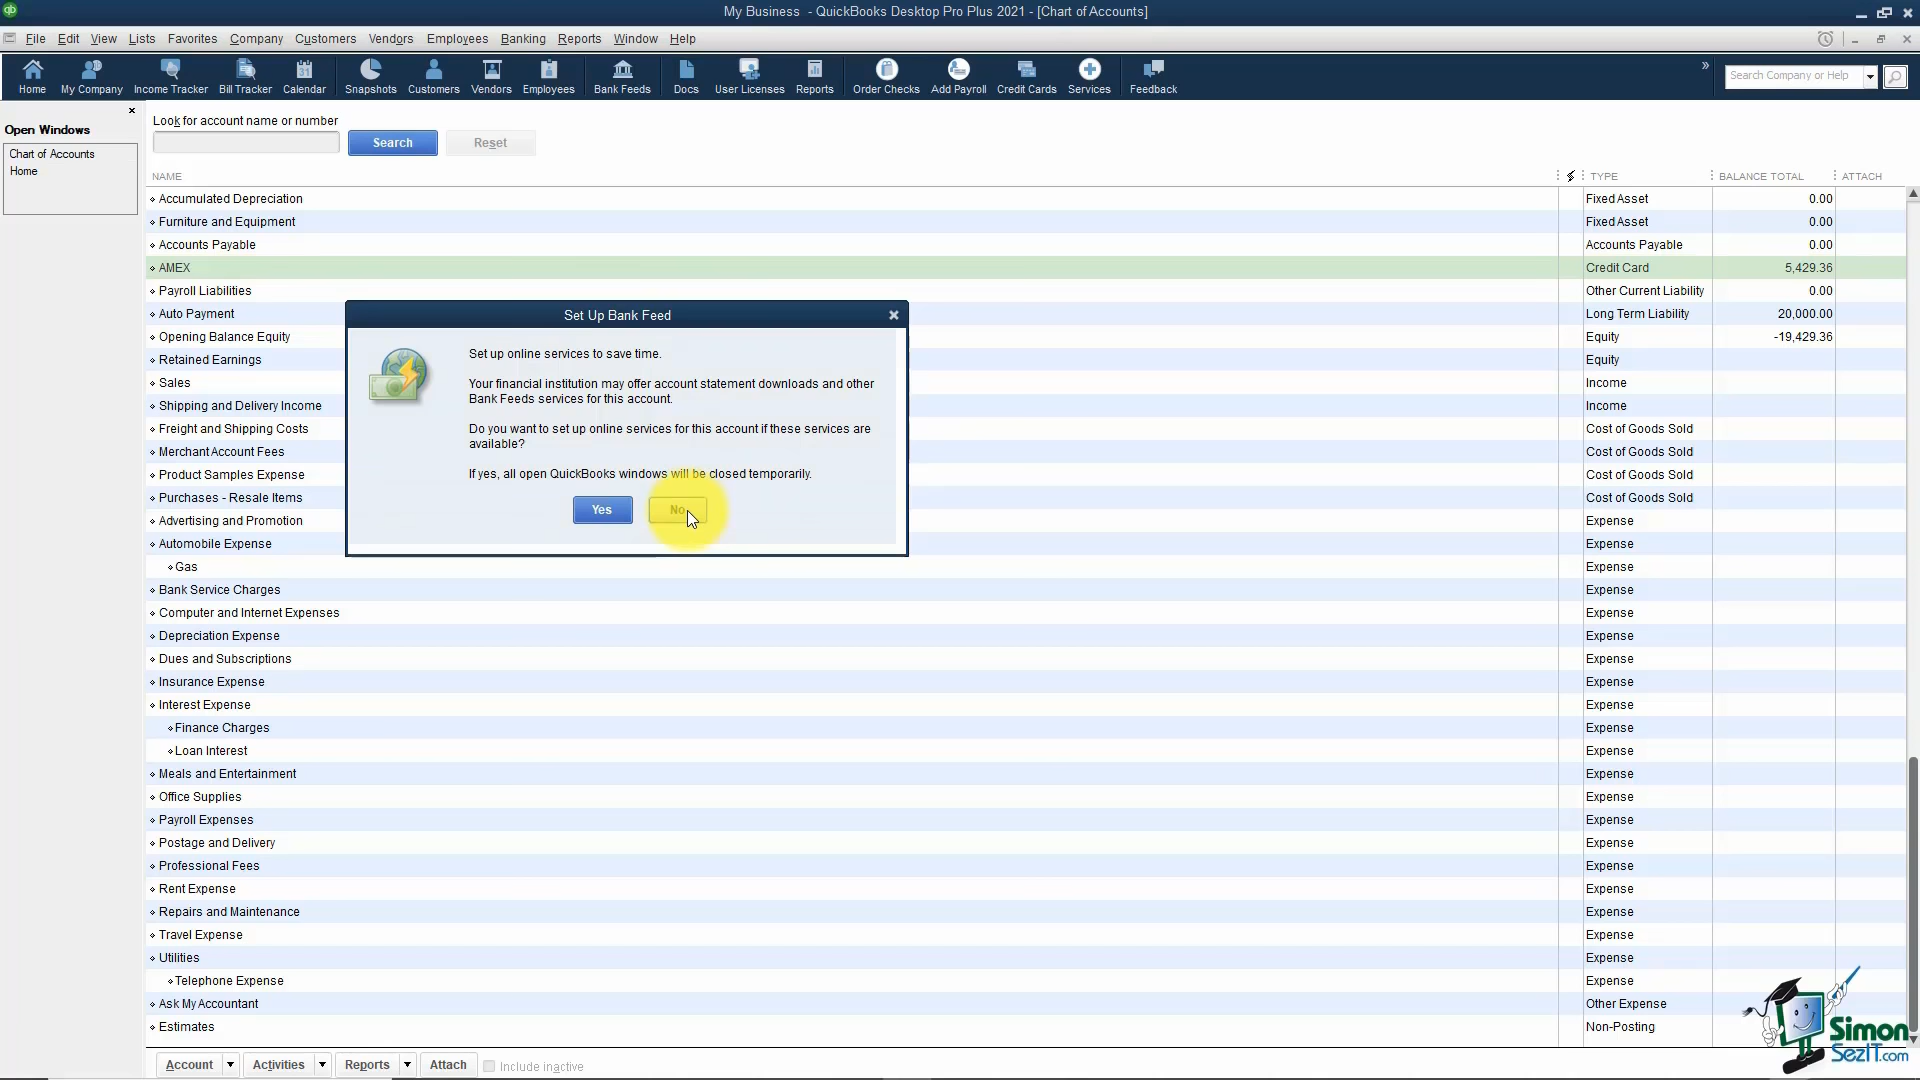 My Business - QuickBooks Desktop Pro Plus 2021 - [Chart of Accounts]
File Edit View Lists Favorites Company Customers Vendors Employees Banking Reports Window Help
Home My Company Income Tracker Bill Tracker Calendar Snapshots Customers Vendors Employees Bank Feeds Docs User Licenses Reports Order Checks Add Payroll Credit Cards Services Feedback
Search Company or Help
Open Windows
Chart of Accounts
Home
Look for account name or number
Search Reset
NAME TYPE BALANCE TOTAL ATTACH
Accumulated Depreciation Fixed Asset 0.00
Furniture and Equipment Fixed Asset 0.00
Accounts Payable Accounts Payable 0.00
AMEX Credit Card 5,429.36
Payroll Liabilities Other Current Liability 0.00
Auto Payment Long Term Liability 20,000.00
Opening Balance Equity Equity -19,429.36
Retained Earnings Equity
Sales Income
Shipping and Delivery Income Income
Freight and Shipping Costs Cost of Goods Sold
Merchant Account Fees Cost of Goods Sold
Product Samples Expense Cost of Goods Sold
Purchases - Resale Items Cost of Goods Sold
Advertising and Promotion Expense
Automobile Expense Expense
Gas Expense
Bank Service Charges Expense
Computer and Internet Expenses Expense
Depreciation Expense Expense
Dues and Subscriptions Expense
Insurance Expense Expense
Interest Expense Expense
Finance Charges Expense
Loan Interest Expense
Meals and Entertainment Expense
Office Supplies Expense
Payroll Expenses Expense
Postage and Delivery Expense
Professional Fees Expense
Rent Expense Expense
Repairs and Maintenance Expense
Travel Expense Expense
Utilities Expense
Telephone Expense Expense
Ask My Accountant Other Expense
Estimates Non-Posting
Set Up Bank Feed
Set up online services to save time.
Your financial institution may offer account statement downloads and other
Bank Feeds services for this account.
Do you want to set up online services for this account if these services are
available?
If yes, all open QuickBooks windows will be closed temporarily.
Yes No
Account Activities Reports Attach Include inactive
Simon
SezIT.com